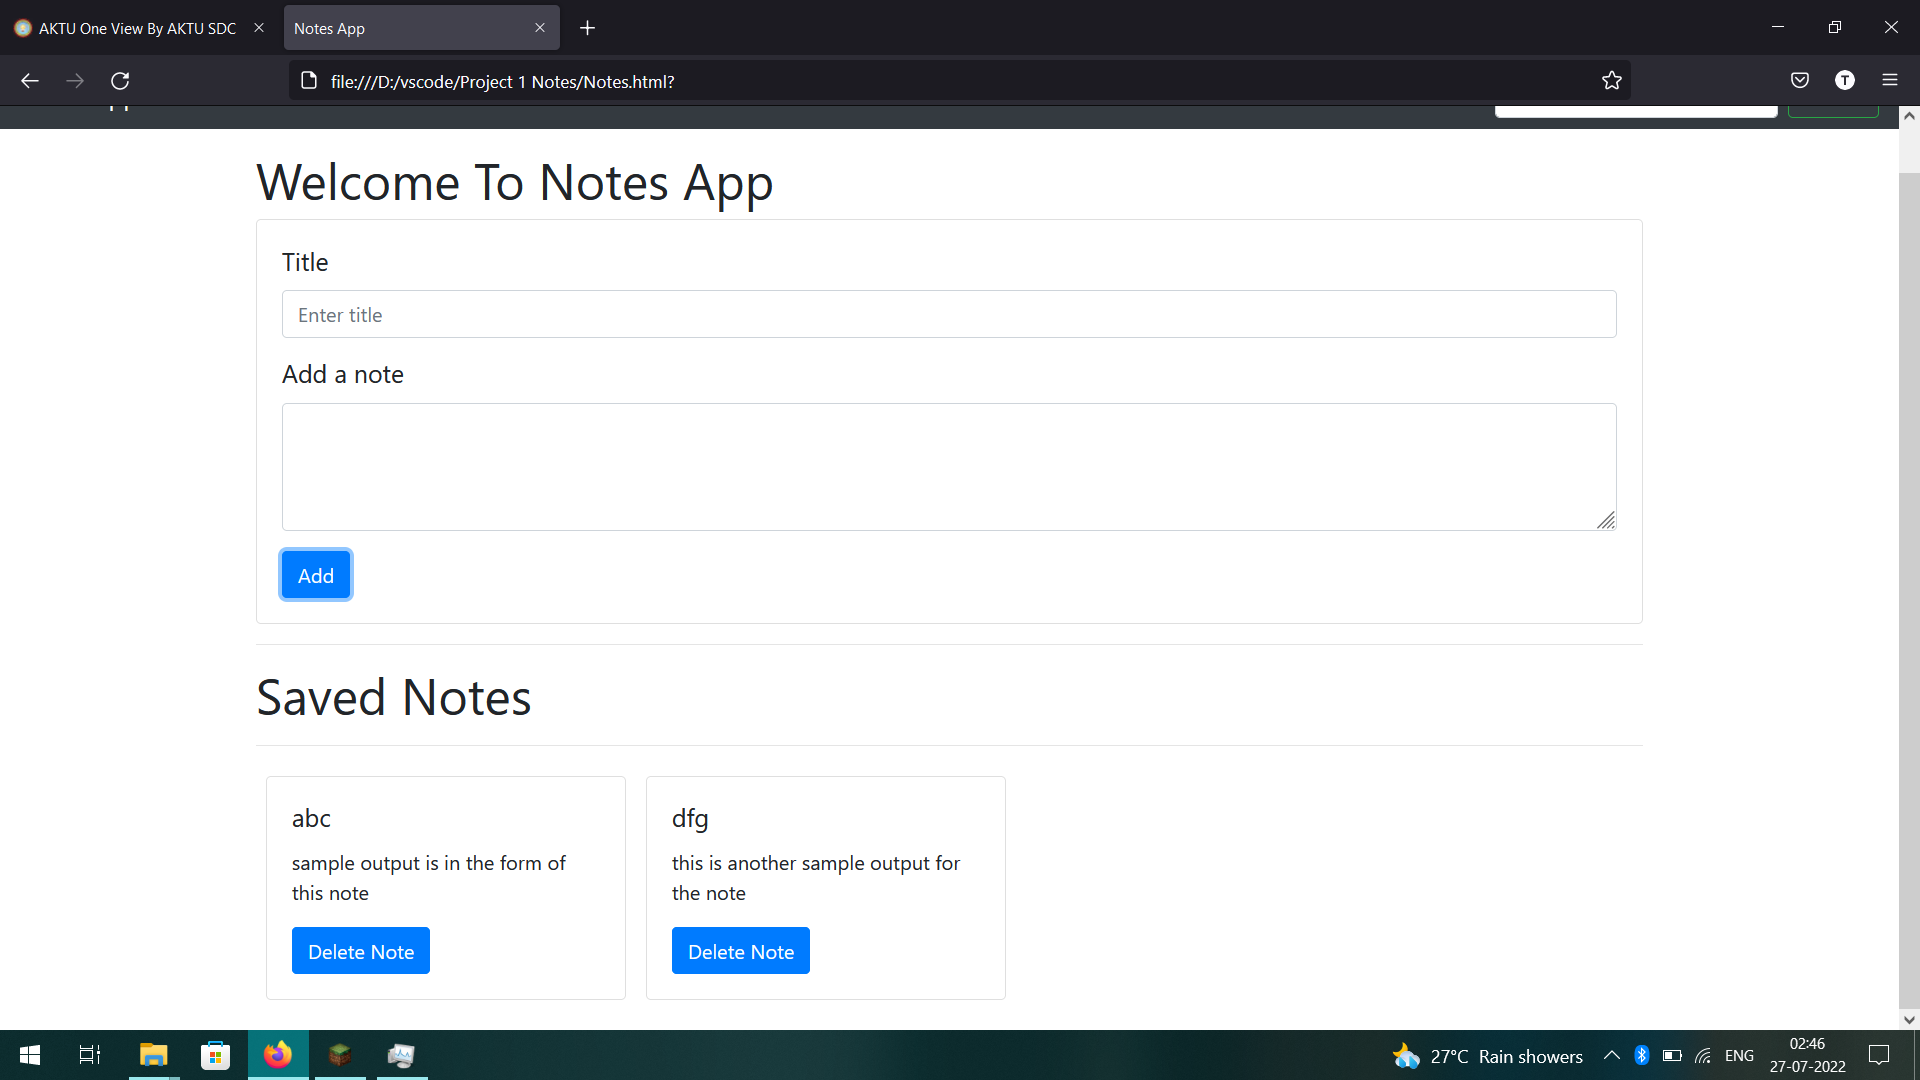 AKTU One View By AKTU SDC
Notes App
file:///D:/vscode/Project 1 Notes/Notes.html?
T
Welcome To Notes App
Title
Enter title
Add a note
Add
Saved Notes
abc
sample output is in the form of
this note
Delete Note
dfg
this is another sample output for
the note
Delete Note
27°C Rain showers
ENG
02:46
27-07-2022